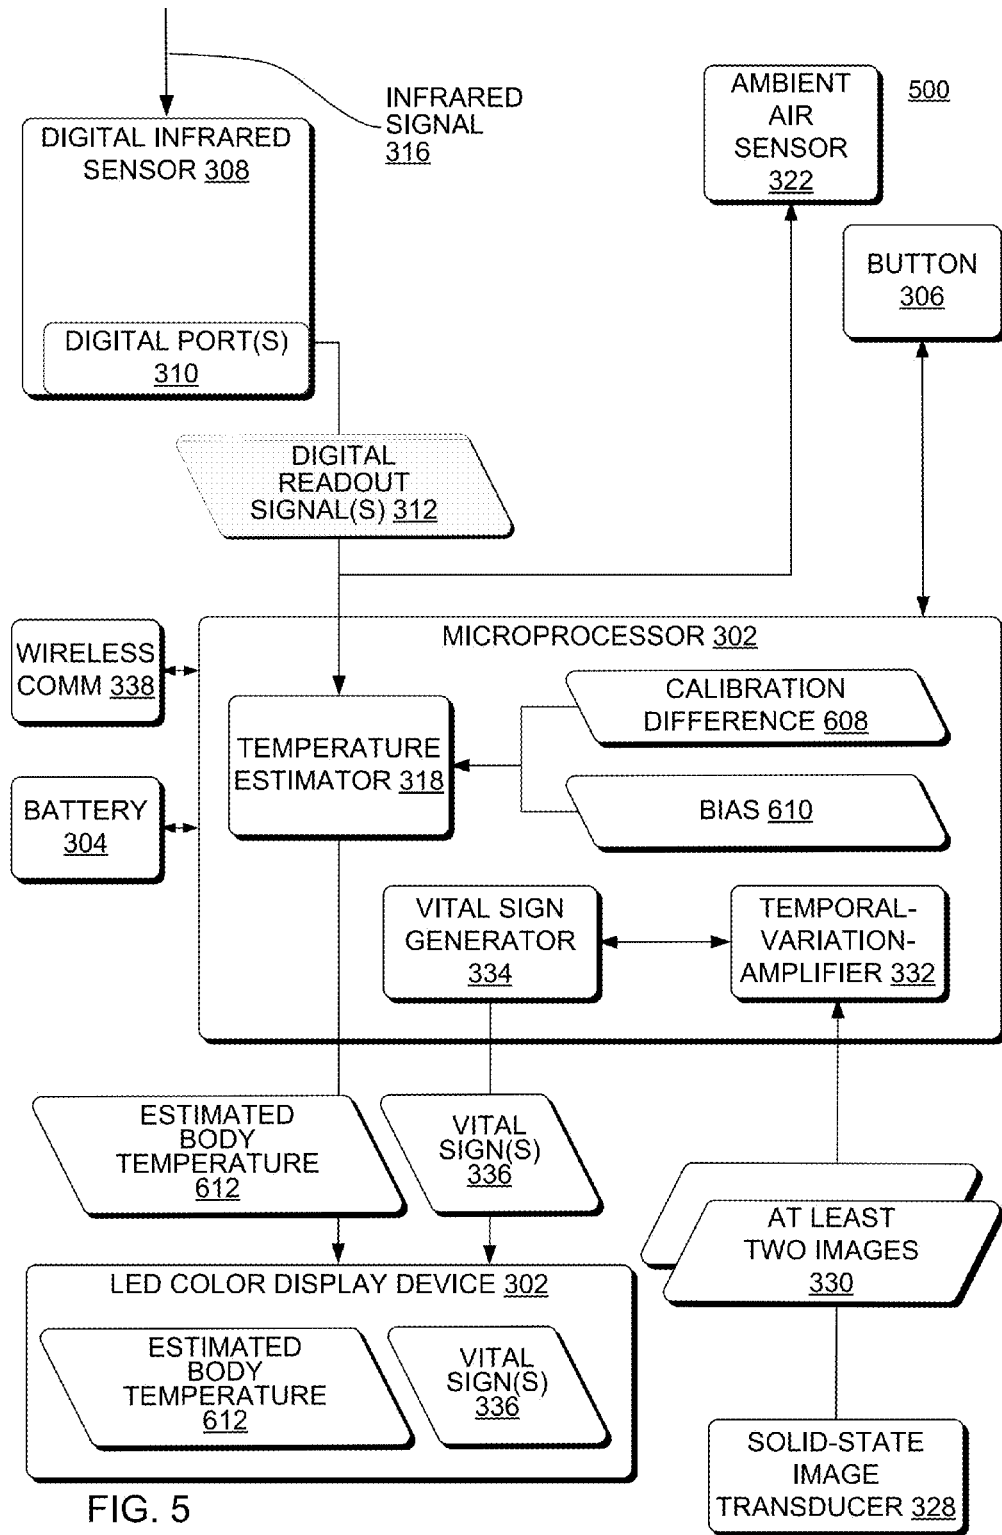 INFRARED
SIGNAL
316
AMBIENT
AIR
SENSOR
322
500
DIGITAL INFRARED
SENSOR 308
BUTTON
306
DIGITAL PORT(S)
310
DIGITAL
READOUT
SIGNAL(S) 312
MICROPROCESSOR 302
WIRELESS
COMM 338
CALIBRATION
DIFFERENCE 608
TEMPERATURE
ESTIMATOR 318
BATTERY
304
BIAS 610
VITAL SIGN
GENERATOR
334
TEMPORAL-
VARIATION-
AMPLIFIER 332
ESTIMATED
BODY
TEMPERATURE
612
VITAL
SIGN(S)
336
AT LEAST
TWO IMAGES
330
LED COLOR DISPLAY DEVICE 302
ESTIMATED
BODY
TEMPERATURE
612
VITAL
SIGN(S)
336
SOLID-STATE
IMAGE
TRANSDUCER 328
FIG. 5